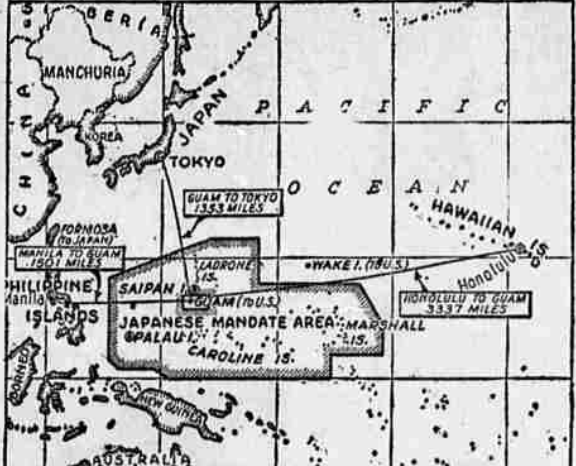 SIBERIA
MANCHURIA
CHINA
KOREA
JAPAN
TOKYO
PACIFIC
OCEAN
GUAM TO TOKYO
1353 MILES
HAWAIIAN IS.
Honolulu
FORMOSA
(TO JAPAN)
MANILA TO GUAM
1501 MILES
LADRONE
IS.
WAKE I. (TO U.S.)
HONOLULU TO GUAM
3337 MILES
PHILIPPINE
Manila
ISLANDS
SAIPAN I.
GUAM (TO U.S.)
JAPANESE MANDATE AREA
MARSHALL
IS.
PALAU I.
CAROLINE IS.
BORNEO
NEW GUINEA
AUSTRALIA